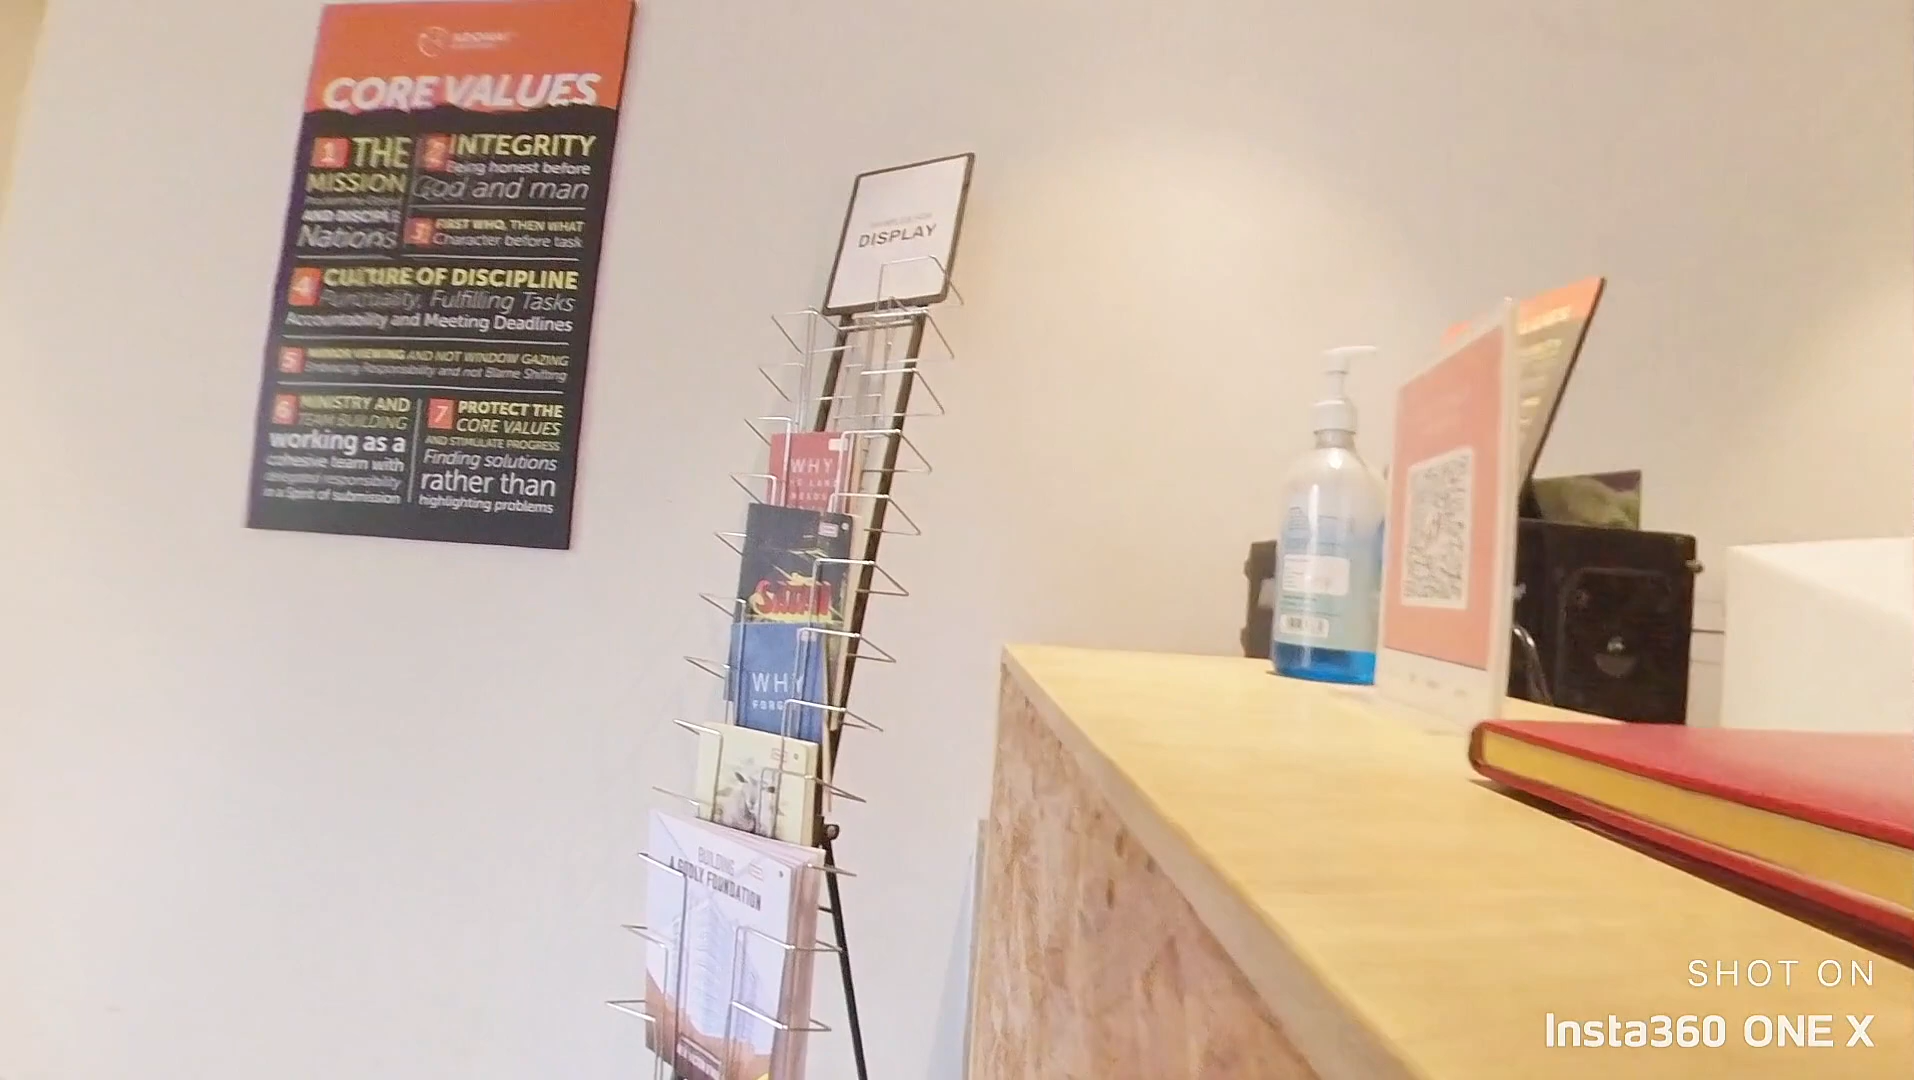 CORE VALUES
1 THE
MISSION
AND DISCIPLE
Nations
2 INTEGRITY
Being honest before
God and man
3 FIRST WHO, THEN WHAT
Character before task
4 CULTURE OF DISCIPLINE
Punctuality, Fulfilling Tasks
Accountability and Meeting Deadlines
5 MIRROR VIEWING AND NOT WINDOW GAZING
Embracing Responsibility and not Blame Shifting
6 MINISTRY AND
TEAM BUILDING
working as a
cohesive team with
delegated responsibility
in a Spirit of submission
7 PROTECT THE
CORE VALUES
AND STIMULATE PROGRESS
Finding solutions
rather than
highlighting problems
DISPLAY
WHY
WHY
BUILDING
A GODLY FOUNDATION
SHOT ON
Insta360 ONE X